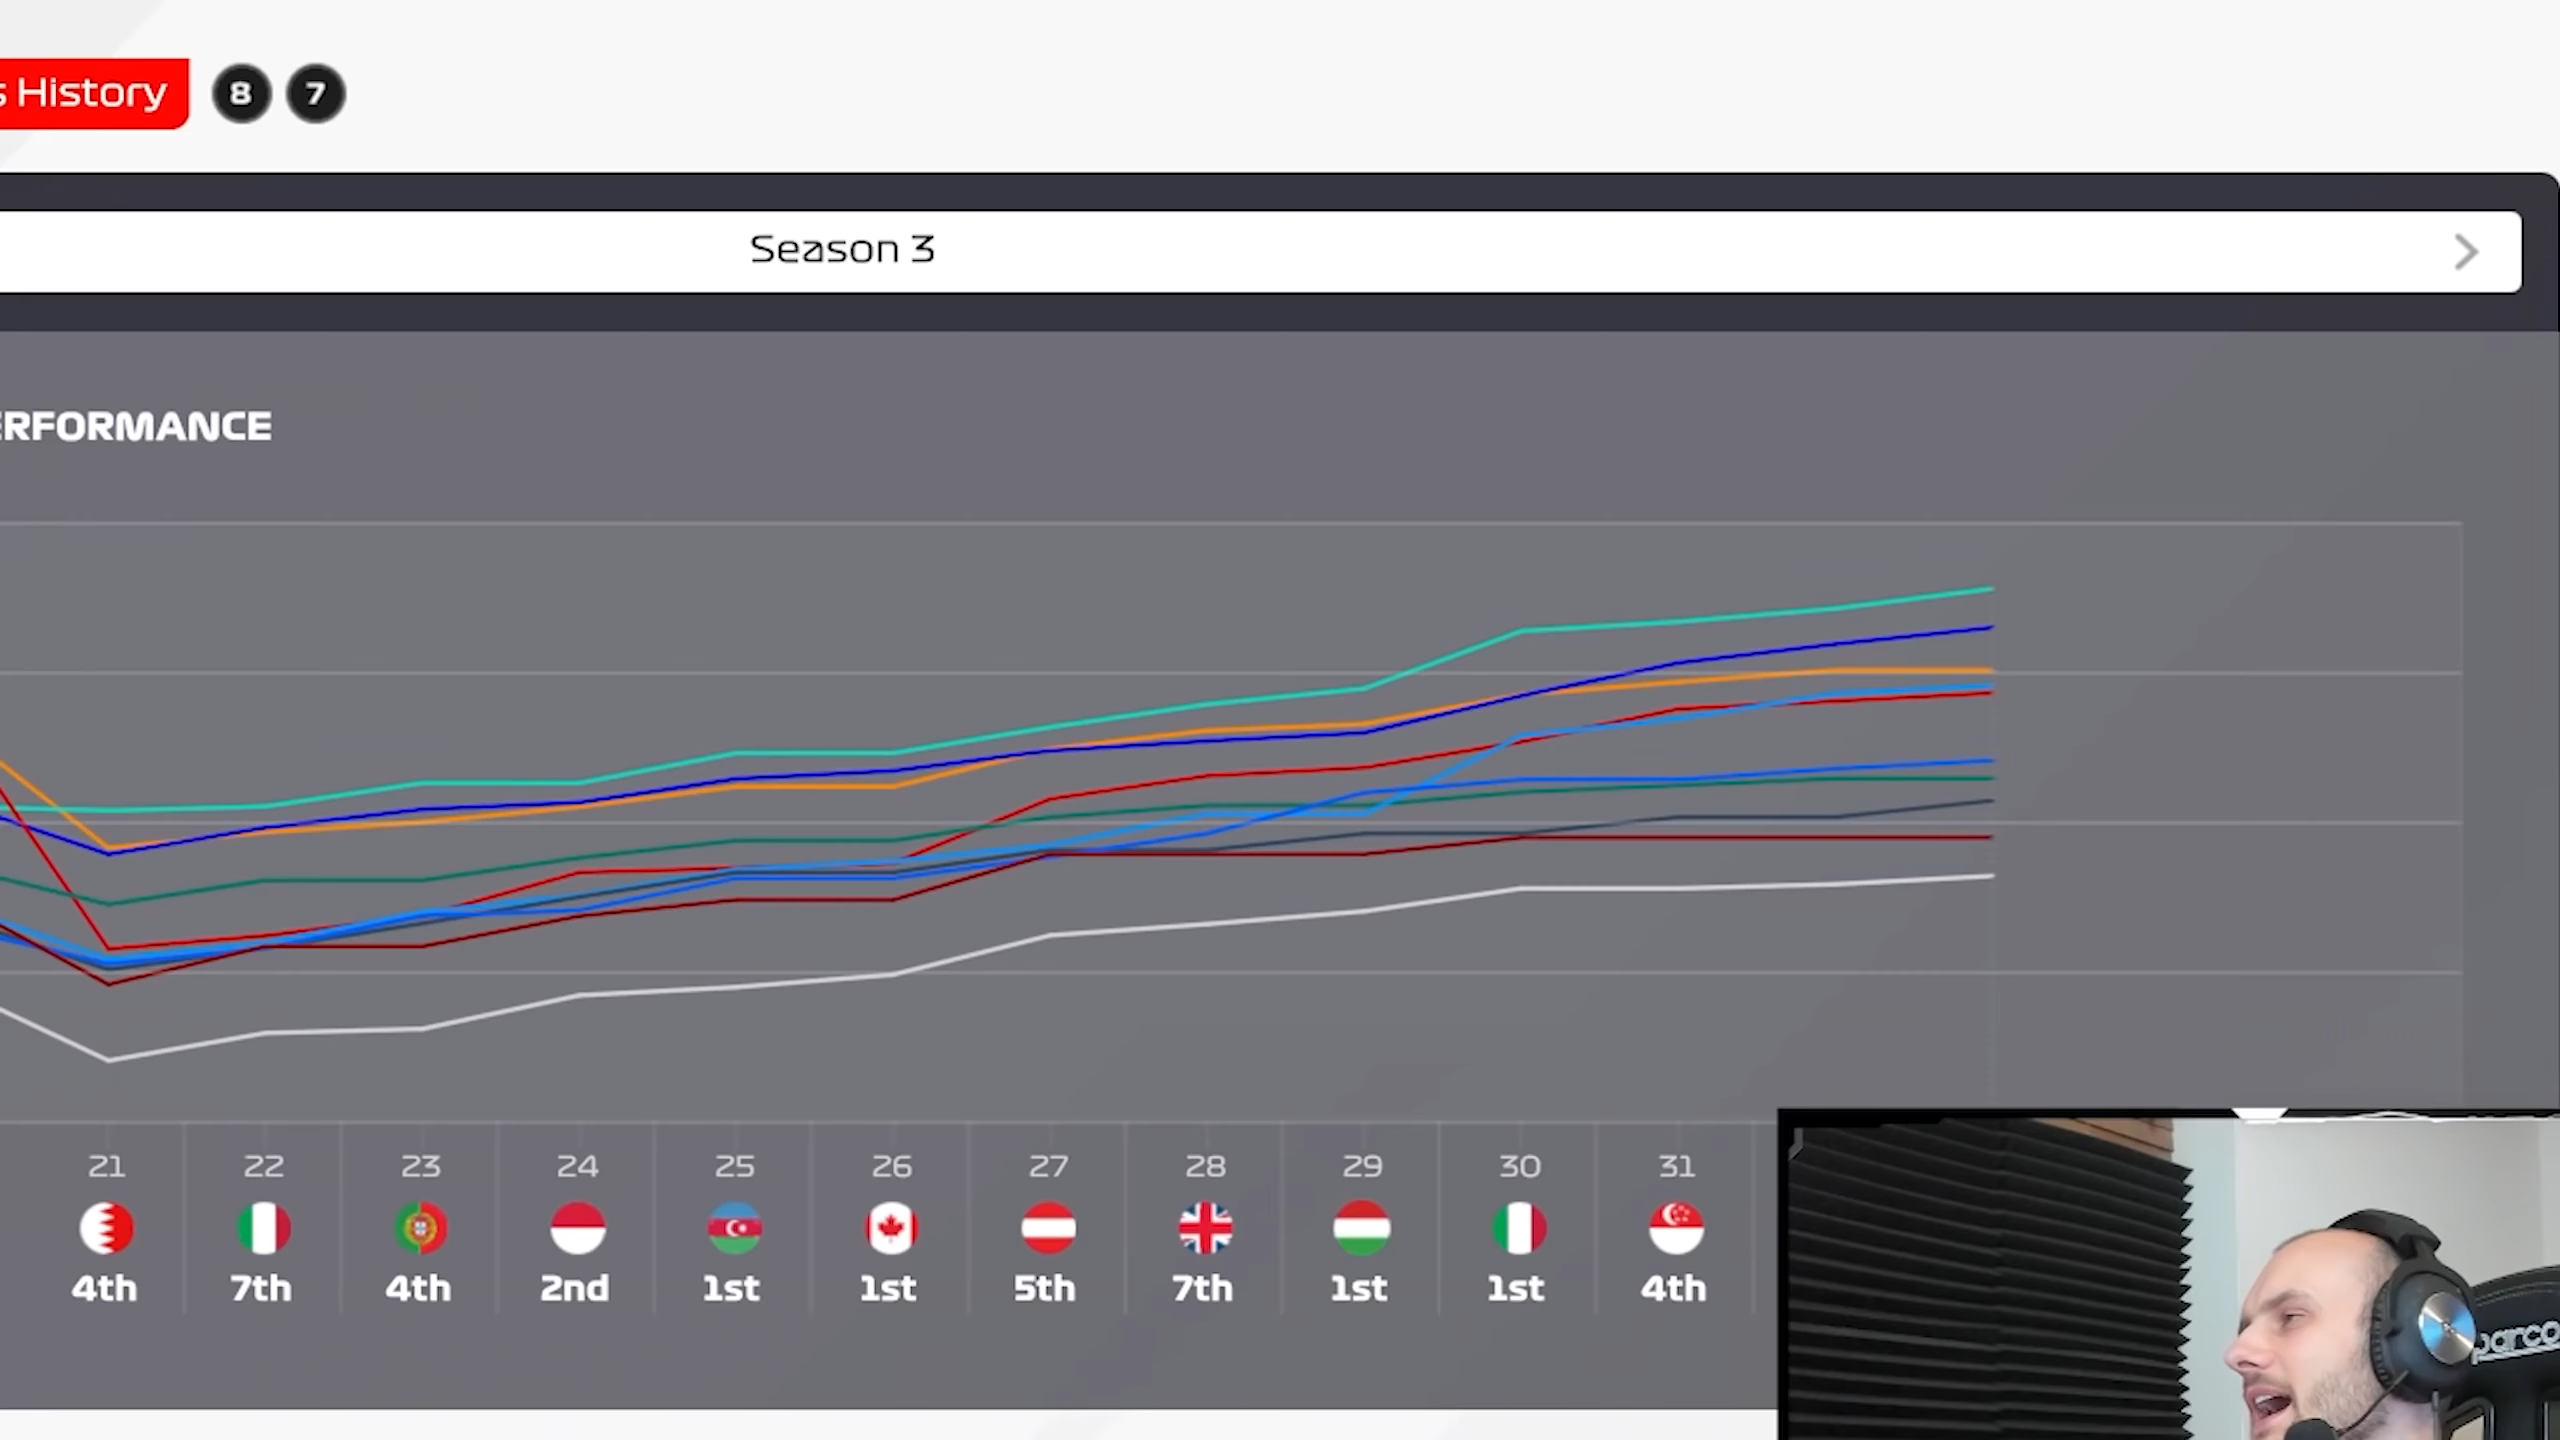 s History 8 7
Season 3
ERFORMANCE
21 22 23 24 25 26 27 28 29 30 31
4th 7th 4th 2nd 1st 1st 5th 7th 1st 1st 4th
parco